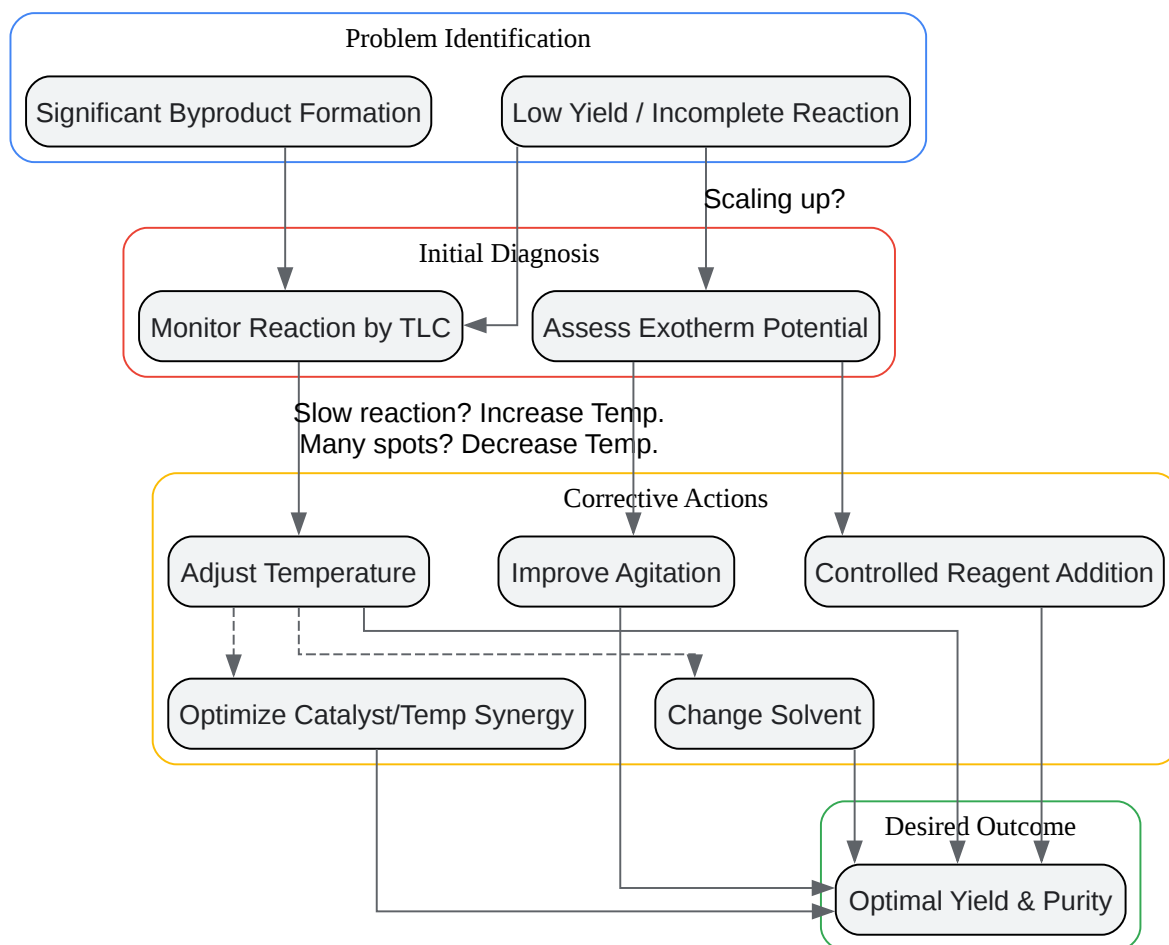 Problem Identification
Significant Byproduct Formation
Low Yield / Incomplete Reaction
Scaling up?
Initial Diagnosis
Monitor Reaction by TLC
Assess Exotherm Potential
Slow reaction? Increase Temp.
Many spots? Decrease Temp.
Corrective Actions
Adjust Temperature
Improve Agitation
Controlled Reagent Addition
Optimize Catalyst/Temp Synergy
Change Solvent
Desired Outcome
Optimal Yield & Purity